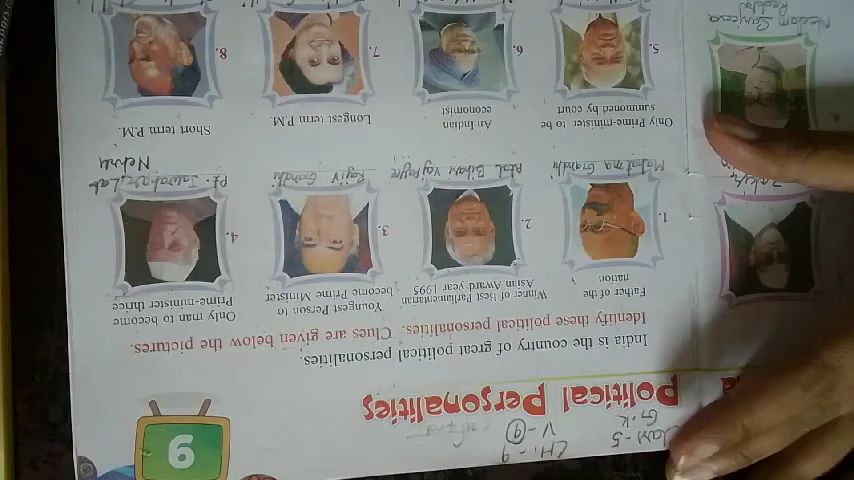 Class-5
G.K
CH.-9
V-9
9
Political Personalities
India is the country of great political personalities.
Identify these political personalities. Clues are given below the pictures.
Father of the nation
Winner of Best Parliamentarian Asian Award year 1995
Youngest Person to become Prime Minister
Only man to become Prime-minister thrice
1.
2.
3.
4.
Mahatma Gandhi
Atal Bihari Vajpayee
Rajiv Gandhi
Pt. Jawahar Lal Nehru
Only Prime-minister to be summoned by court
An Indian economist
Longest term P.M.
Short term P.M.
5.
6.
7.
8.
Neelam Sanjeeva
Reddy